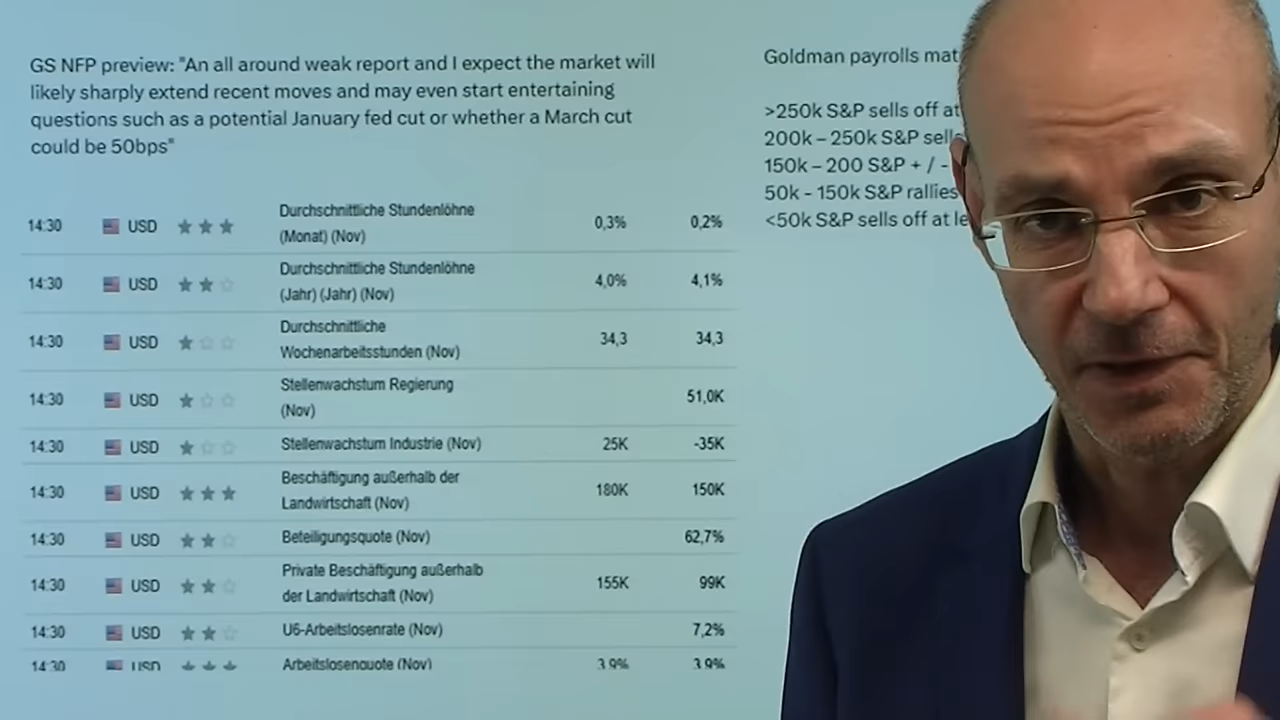 GS NFP preview: "An all around weak report and I expect the market will
likely sharply extend recent moves and may even start entertaining
questions such as a potential January fed cut or whether a March cut
could be 50bps"
Goldman payrolls mat
>250k S&P sells off at
200k – 250k S&P sells
150k – 200 S&P + / -
50k - 150k S&P rallies
<50k S&P sells off at le
14:30 USD Durchschnittliche Stundenlöhne
(Monat) (Nov) 0,3% 0,2%
14:30 USD Durchschnittliche Stundenlöhne
(Jahr) (Jahr) (Nov) 4,0% 4,1%
14:30 USD Durchschnittliche
Wochenarbeitsstunden (Nov) 34,3 34,3
14:30 USD Stellenwachstum Regierung
(Nov) 51,0K
14:30 USD Stellenwachstum Industrie (Nov) 25K -35K
14:30 USD Beschäftigung außerhalb der
Landwirtschaft (Nov) 180K 150K
14:30 USD Beteiligungsquote (Nov) 62,7%
14:30 USD Private Beschäftigung außerhalb
der Landwirtschaft (Nov) 155K 99K
14:30 USD U6-Arbeitslosenrate (Nov) 7,2%
14:30 USD Arbeitslosenquote (Nov) 3,9% 3,9%